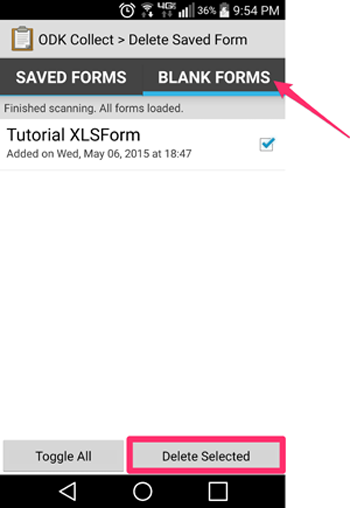 4G 36% 9:54 PM
ODK Collect > Delete Saved Form
SAVED FORMS BLANK FORMS
Finished scanning. All forms loaded.
Tutorial XLSForm
Added on Wed, May 06, 2015 at 18:47
Toggle All Delete Selected